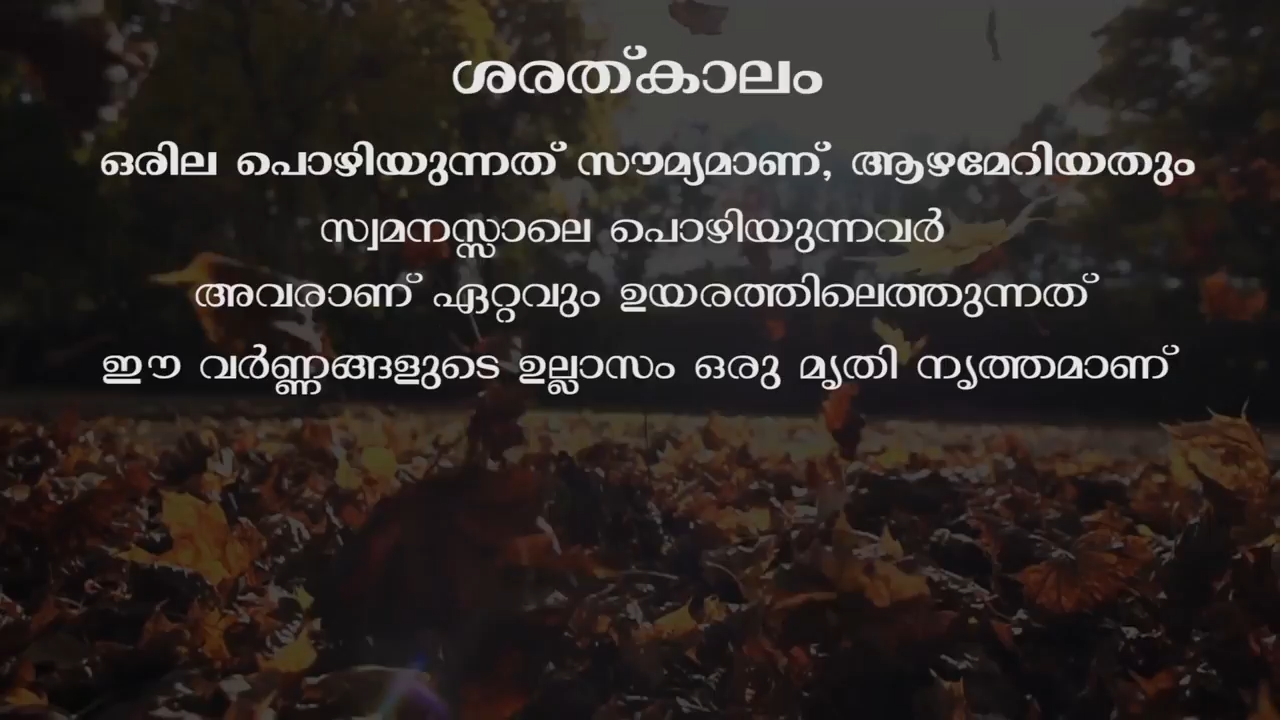 ശരത്കാലം
ഒരില പൊഴിയുന്നത് സൗമ്യമാണ്, ആഴമേറിയതും
സ്വമനസ്സാലെ പൊഴിയുന്നവർ
അവരാണ് ഏറ്റവും ഉയരത്തിലെത്തുന്നത്
ഈ വർണ്ണങ്ങളുടെ ഉല്ലാസം ഒരു മൃതി നൃത്തമാണ്